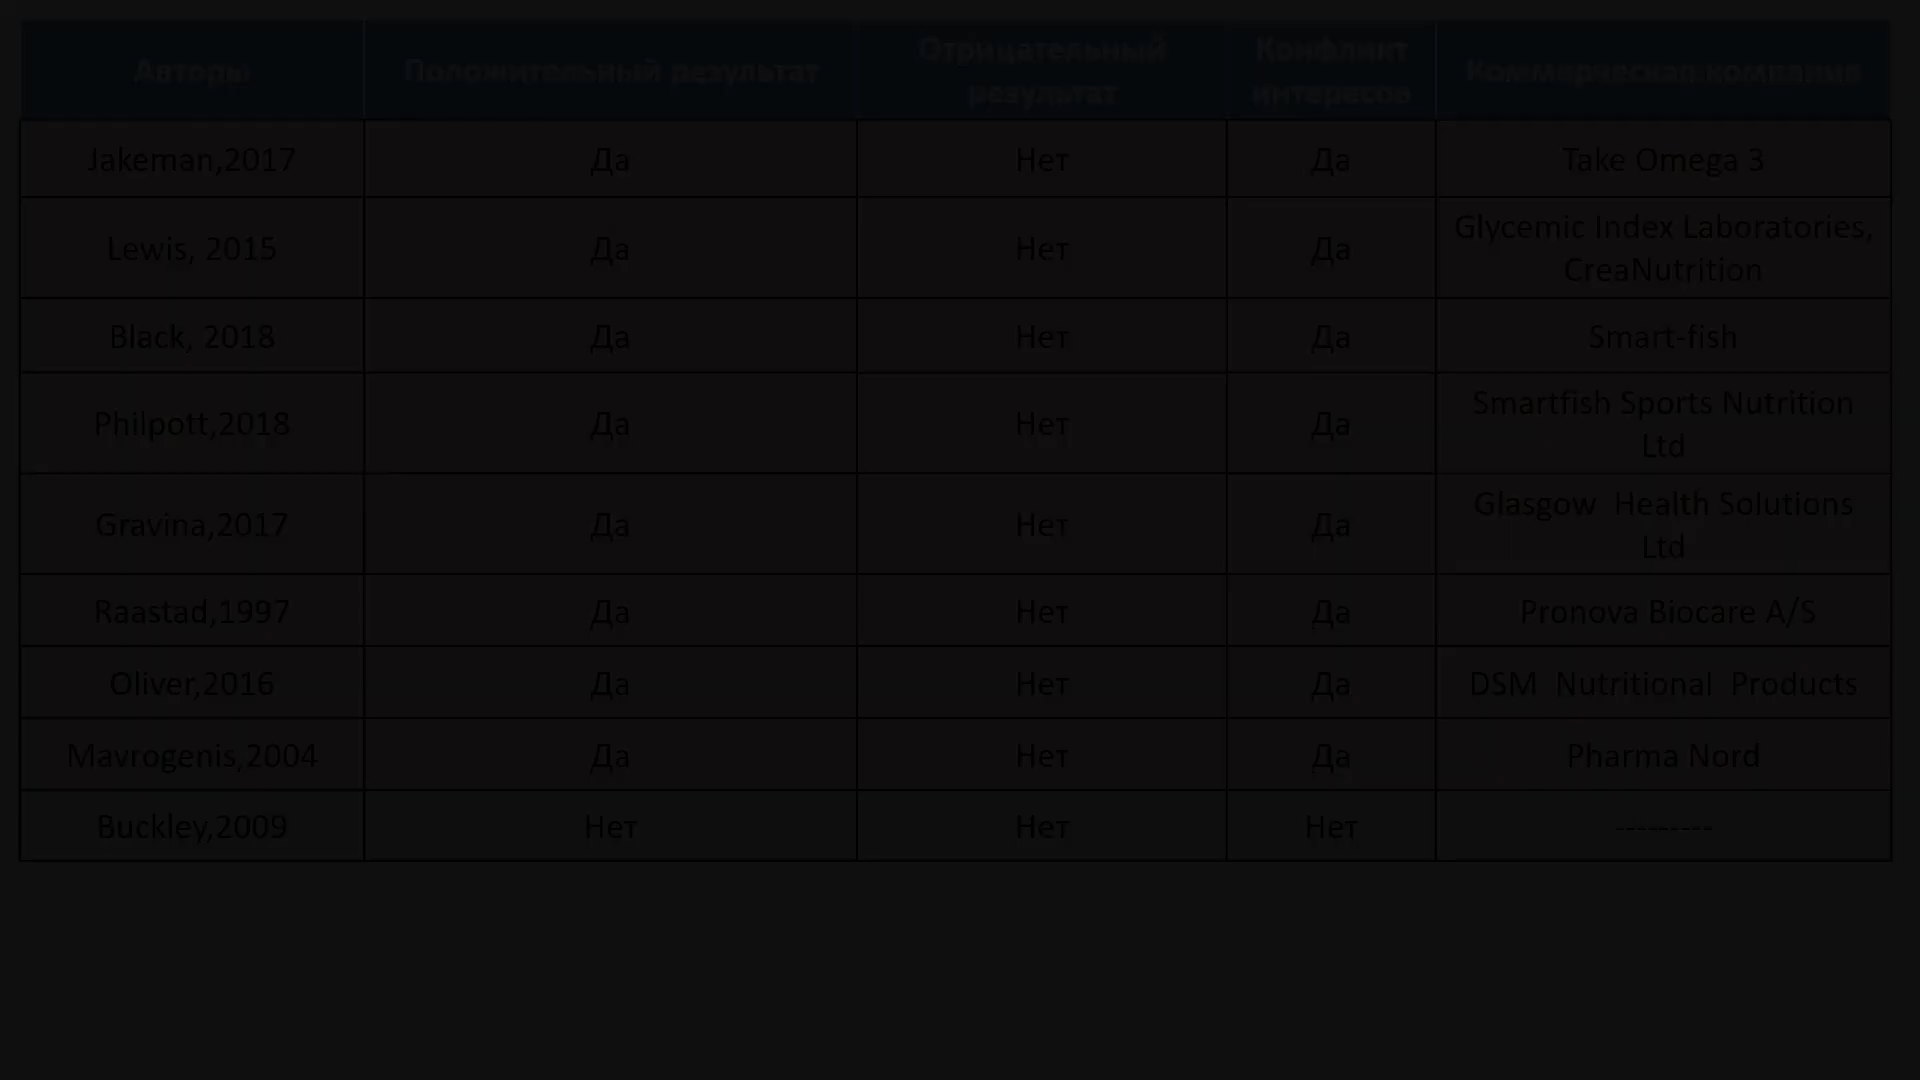 Авторы Положительный результат Отрицательный результат Конфликт интересов Коммерческая компания
Jakeman,2017 Да Нет Да Take Omega 3
Lewis, 2015 Да Нет Да Glycemic Index Laboratories,
CreaNutrition
Black, 2018 Да Нет Да Smart-fish
Philpott,2018 Да Нет Да Smartfish Sports Nutrition
Ltd
Gravina,2017 Да Нет Да Glasgow Health Solutions
Ltd
Raastad,1997 Да Нет Да Pronova Biocare A/S
Oliver,2016 Да Нет Да DSM Nutritional Products
Mavrogenis,2004 Да Нет Да Pharma Nord
Buckley,2009 Нет Нет Нет ---------